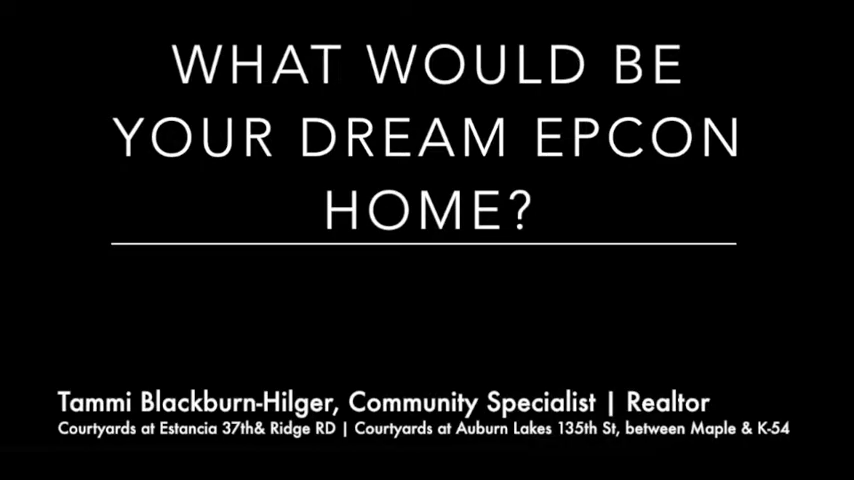 WHAT WOULD BE
YOUR DREAM EPCON
HOME?
Tammi Blackburn-Hilger, Community Specialist | Realtor
Courtyards at Estancia 37th& Ridge RD | Courtyards at Auburn Lakes 135th St, between Maple & K-54